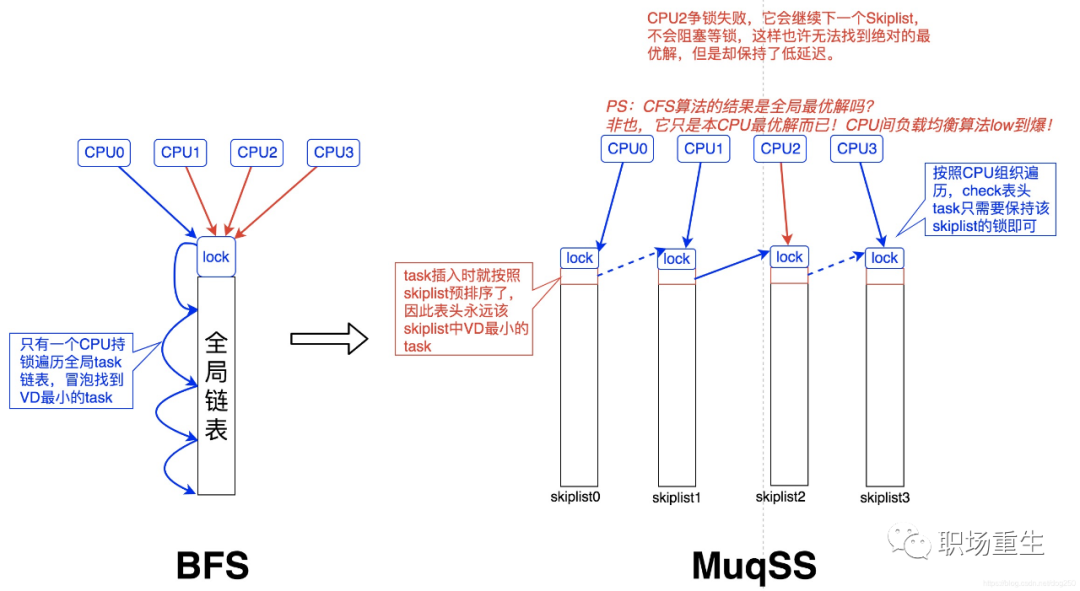 CPU2争锁失败，它会继续下一个Skiplist，
不会阻塞等锁，这样也许无法找到绝对的最
优解，但是却保持了低延迟。
PS：CFS算法的结果是全局最优解吗？
非也，它只是本CPU最优解而已！CPU间负载均衡算法low到爆！
CPU0
CPU1
CPU2
CPU3
CPU0
CPU1
CPU2
CPU3
按照CPU组织遍
历，check表头
task只需要保持该
skiplist的锁即可
lock
lock
lock
lock
lock
task插入时就按照
skiplist预排序了，
因此表头永远该
skiplist中VD最小的
task
只有一个CPU持
锁遍历全局task
链表，冒泡找到
VD最小的task
全
局
链
表
skiplist0
skiplist1
skiplist2
skiplist3
职场重生
BFS
MuqSS